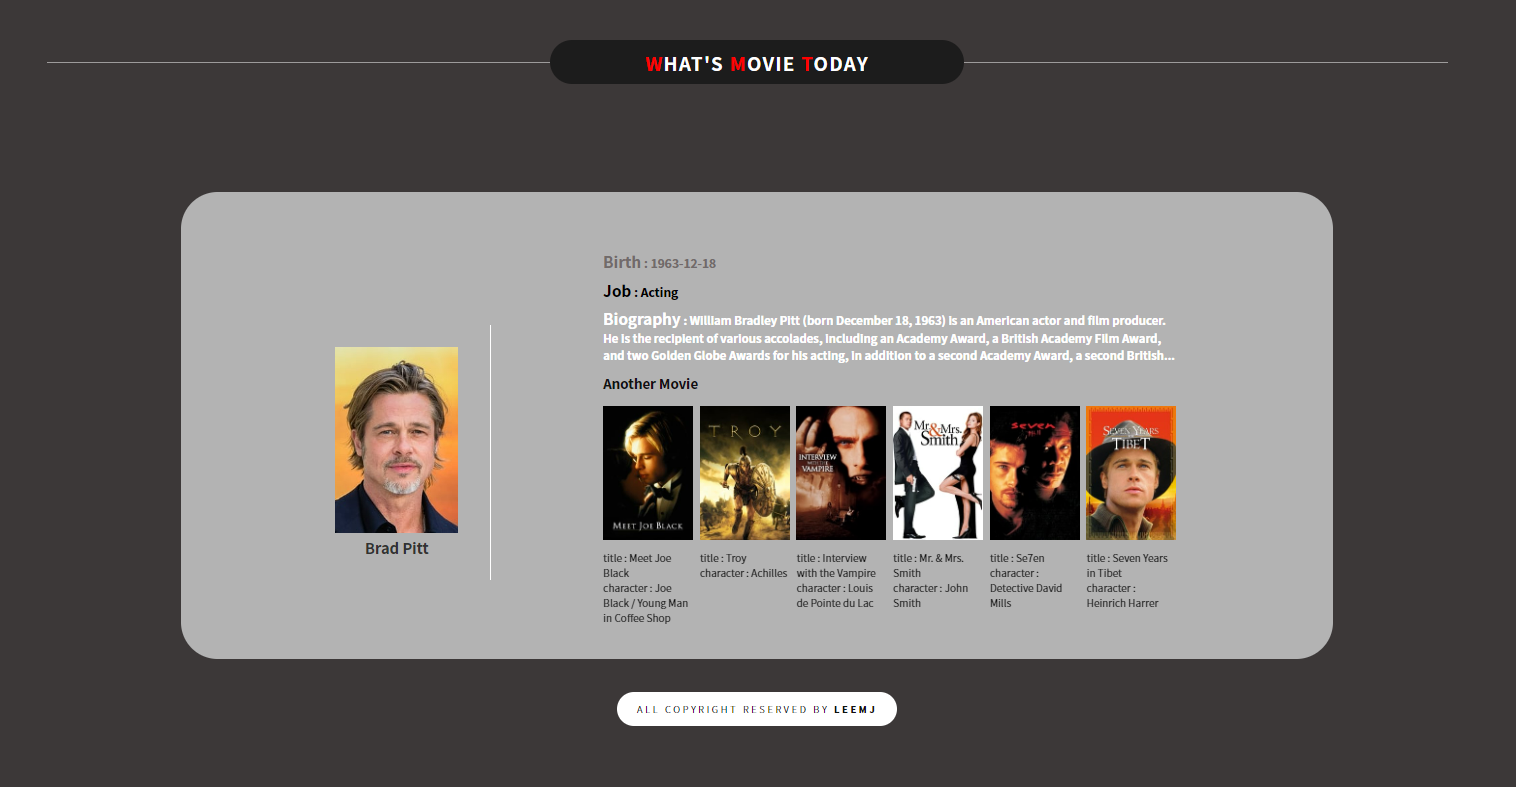 WHAT'S MOVIE TODAY
Birth : 1963-12-18
Job : Acting
Biography : William Bradley Pitt (born December 18, 1963) is an American actor and film producer.
He is the recipient of various accolades, including an Academy Award, a British Academy Film Award,
and two Golden Globe Awards for his acting, in addition to a second Academy Award, a second British...
Another Movie
Brad Pitt
MEET JOE BLACK
TROY
INTERVIEW
WITH THE
VAMPIRE
Mr. & Mrs.
Smith
seven
SEVEN YEARS
IN
TIBET
title : Meet Joe
Black
character : Joe
Black / Young Man
in Coffee Shop
title : Troy
character : Achilles
title : Interview
with the Vampire
character : Louis
de Pointe du Lac
title : Mr. & Mrs.
Smith
character : John
Smith
title : Se7en
character :
Detective David
Mills
title : Seven Years
in Tibet
character :
Heinrich Harrer
ALL COPYRIGHT RESERVED BY LEEMJ